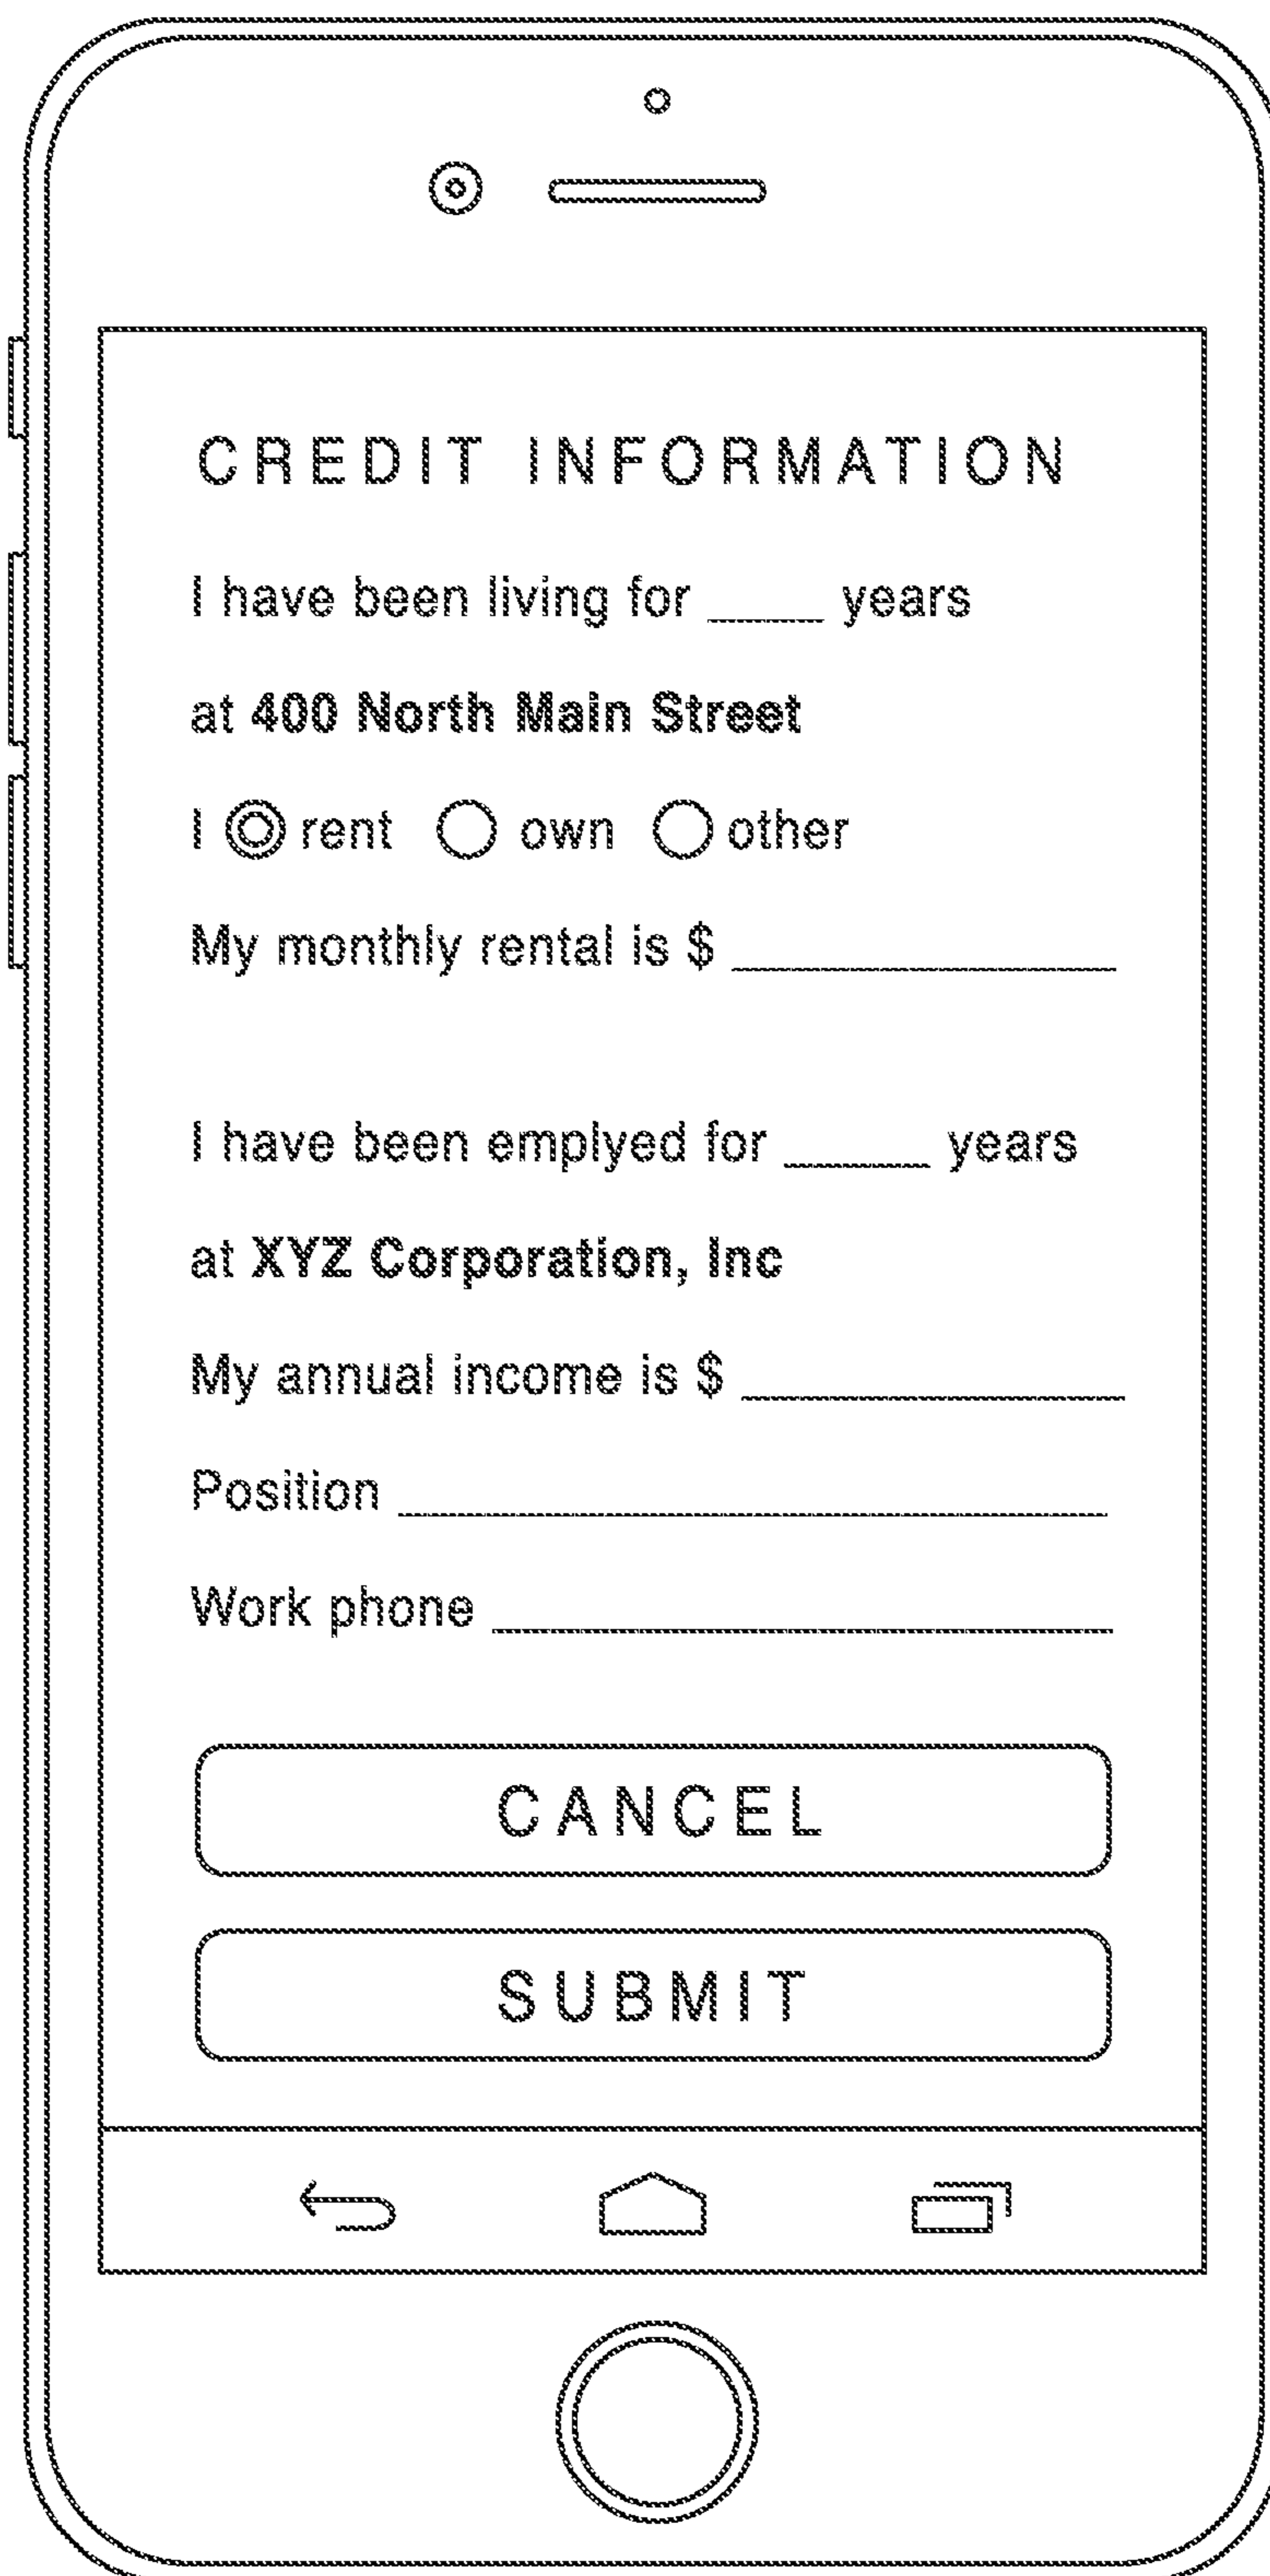 CREDIT INFORMATION
I have been living for ____ years
at 400 North Main Street
I ◎ rent ○ own ○ other
My monthly rental is $ ____________
I have been emplyed for _____ years
at XYZ Corporation, Inc
My annual income is $ ____________
Position ______________________
Work phone ___________________
CANCEL
SUBMIT